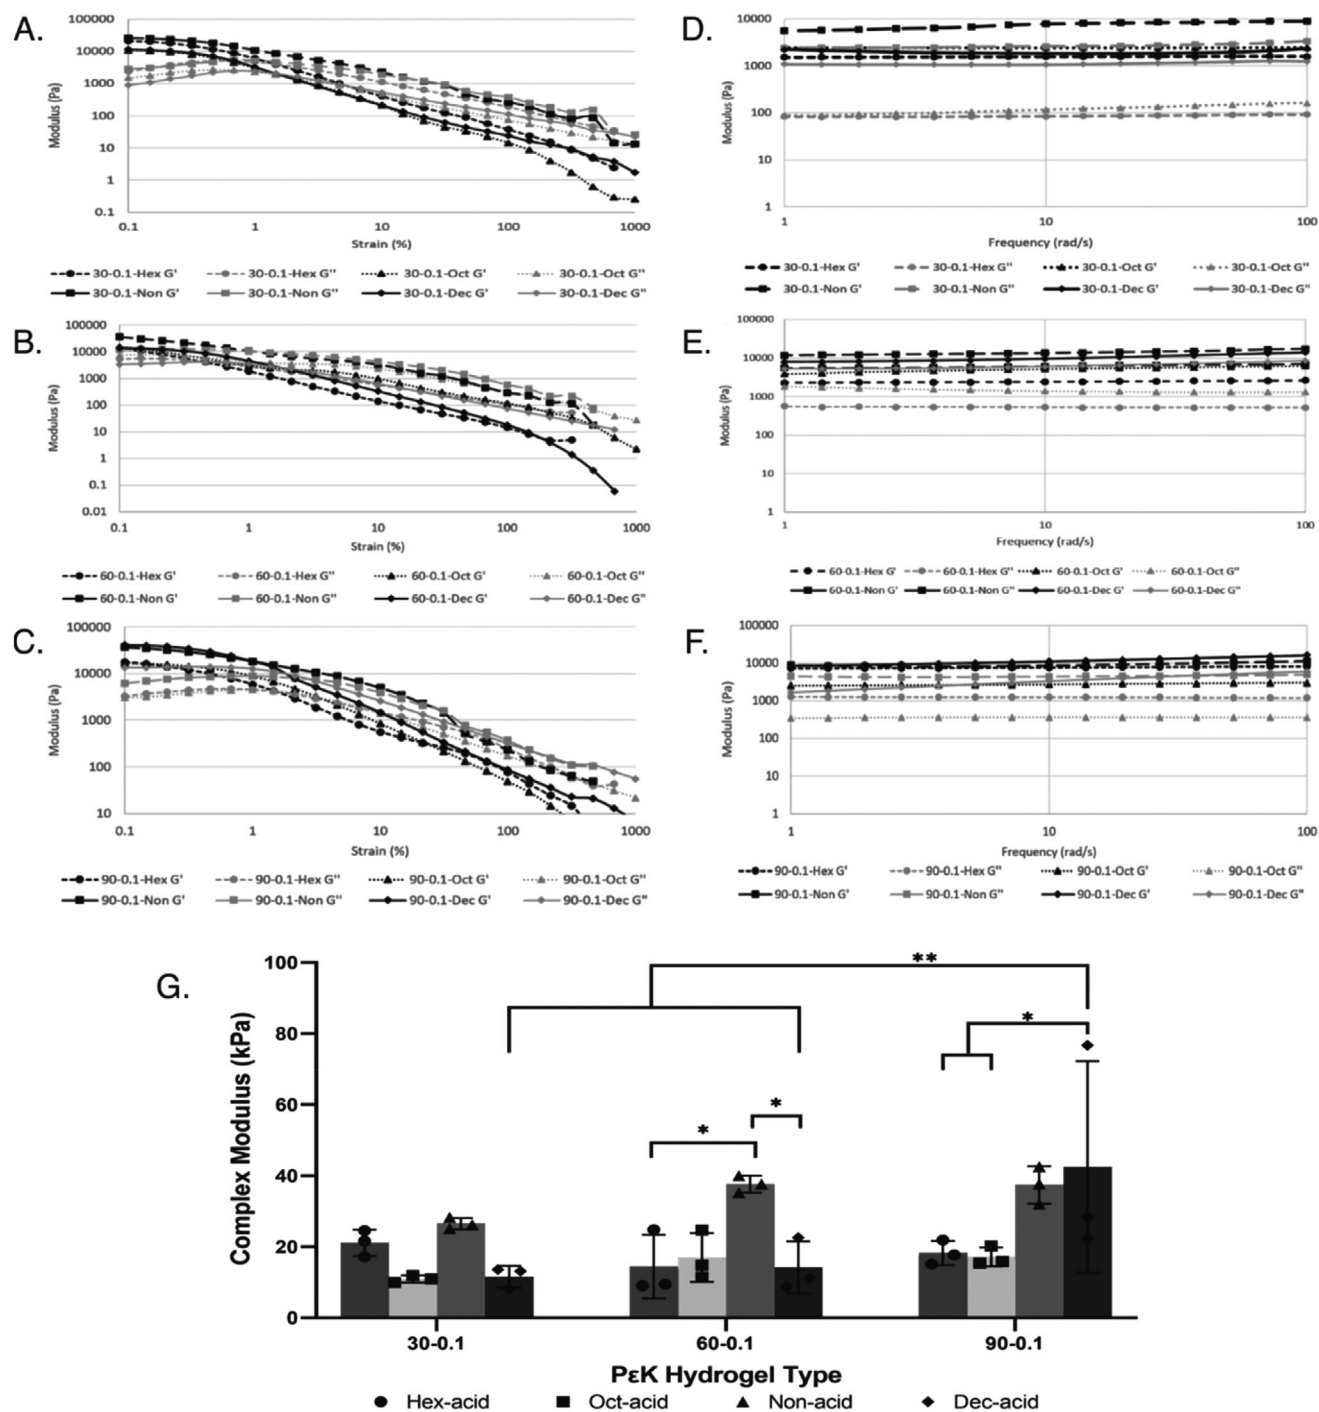 A.
100000
10000
1000
100
10
1
0.1
Modulus (Pa)
0.1 1 10 100 1000
Strain (%)
30-0.1-Hex G' 30-0.1-Hex G" 30-0.1-Oct G' 30-0.1-Oct G"
30-0.1-Non G' 30-0.1-Non G" 30-0.1-Dec G' 30-0.1-Dec G"
D.
10000
1000
100
10
1
Modulus (Pa)
1 10 100
Frequency (rad/s)
30-0.1-Hex G' 30-0.1-Hex G" 30-0.1-Oct G' 30-0.1-Oct G"
30-0.1-Non G' 30-0.1-Non G" 30-0.1-Dec G' 30-0.1-Dec G"
B.
100000
10000
1000
100
10
1
0.1
0.01
Modulus (Pa)
0.1 1 10 100 1000
Strain (%)
60-0.1-Hex G' 60-0.1-Hex G" 60-0.1-Oct G' 60-0.1-Oct G"
60-0.1-Non G' 60-0.1-Non G" 60-0.1-Dec G' 60-0.1-Dec G"
E.
100000
10000
1000
100
10
1
Modulus (Pa)
1 10 100
Frequency (rad/s)
60-0.1-Hex G' 60-0.1-Hex G" 60-0.1-Oct G' 60-0.1-Oct G"
60-0.1-Non G' 60-0.1-Non G" 60-0.1-Dec G' 60-0.1-Dec G"
C.
100000
10000
1000
100
10
Modulus (Pa)
0.1 1 10 100 1000
Strain (%)
90-0.1-Hex G' 90-0.1-Hex G" 90-0.1-Oct G' 90-0.1-Oct G"
90-0.1-Non G' 90-0.1-Non G" 90-0.1-Dec G' 90-0.1-Dec G"
F.
100000
10000
1000
100
10
1
Modulus (Pa)
1 10 100
Frequency (rad/s)
90-0.1-Hex G' 90-0.1-Hex G" 90-0.1-Oct G' 90-0.1-Oct G"
90-0.1-Non G' 90-0.1-Non G" 90-0.1-Dec G' 90-0.1-Dec G"
G.
100
80
60
40
20
0
Complex Modulus (kPa)
**
*
*
*
30-0.1 60-0.1 90-0.1
PεK Hydrogel Type
Hex-acid Oct-acid Non-acid Dec-acid